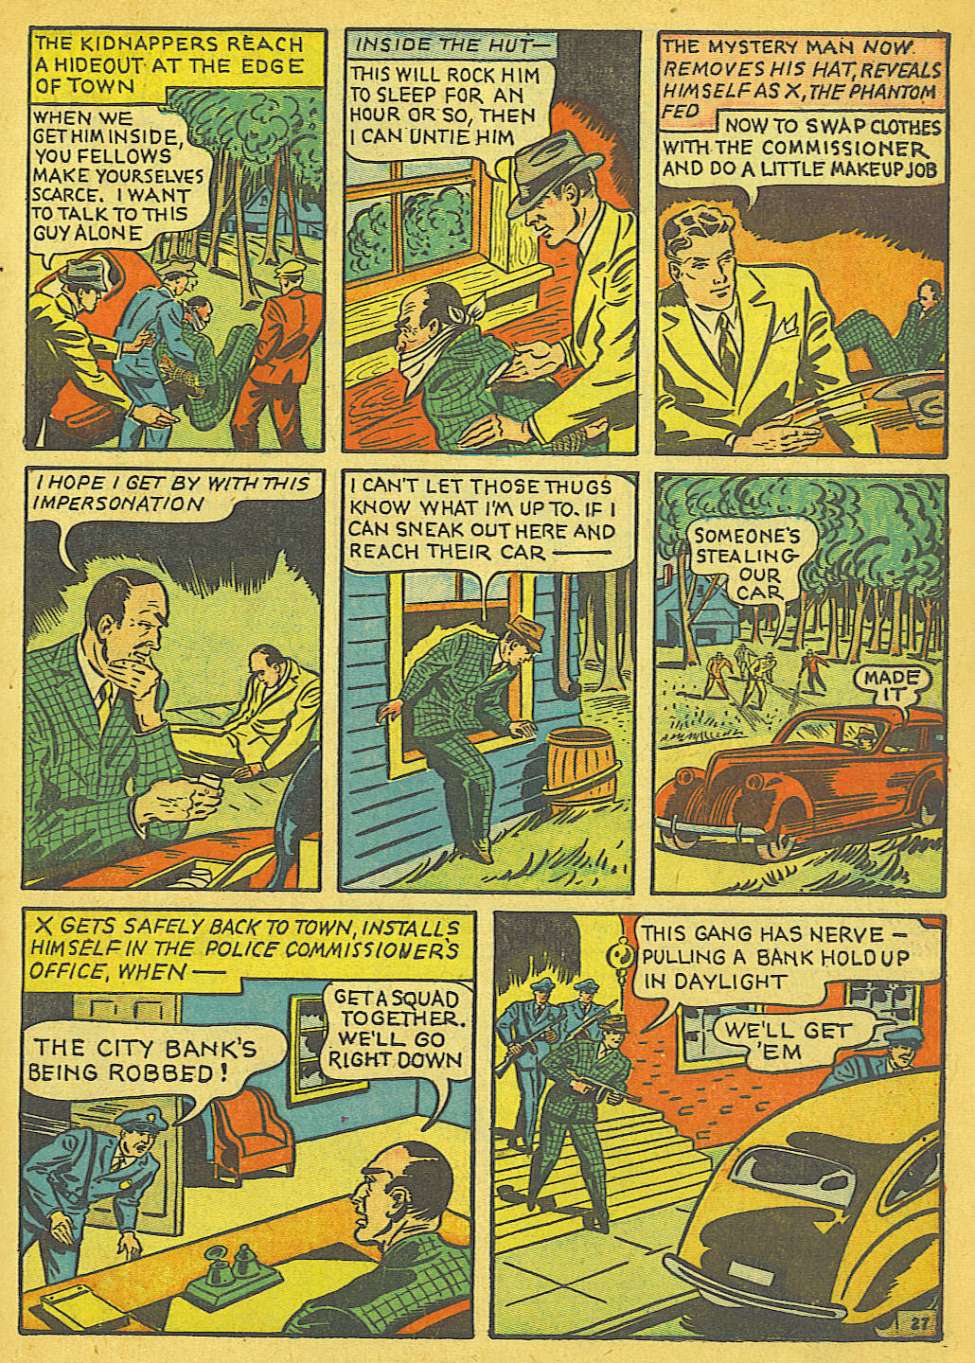 THE KIDNAPPERS REACH
A HIDEOUT AT THE EDGE
OF TOWN
WHEN WE
GET HIM INSIDE,
YOU FELLOWS
MAKE YOURSELVES
SCARCE. I WANT
TO TALK TO THIS
GUY ALONE
INSIDE THE HUT—
THIS WILL ROCK HIM
TO SLEEP FOR AN
HOUR OR SO, THEN
I CAN UNTIE HIM
THE MYSTERY MAN NOW
REMOVES HIS HAT, REVEALS
HIMSELF AS X, THE PHANTOM
FED
NOW TO SWAP CLOTHES
WITH THE COMMISSIONER
AND DO A LITTLE MAKEUP JOB
I HOPE I GET BY WITH THIS
IMPERSONATION
I CAN'T LET THOSE THUGS
KNOW WHAT I'M UP TO. IF I
CAN SNEAK OUT HERE AND
REACH THEIR CAR —
SOMEONE'S
STEALING
OUR
CAR
MADE
IT
X GETS SAFELY BACK TO TOWN, INSTALLS
HIMSELF IN THE POLICE COMMISSIONER'S
OFFICE, WHEN —
THE CITY BANK'S
BEING ROBBED!
GET A SQUAD
TOGETHER.
WE'LL GO
RIGHT DOWN
THIS GANG HAS NERVE —
PULLING A BANK HOLD UP
IN DAYLIGHT
WE'LL GET
'EM
27